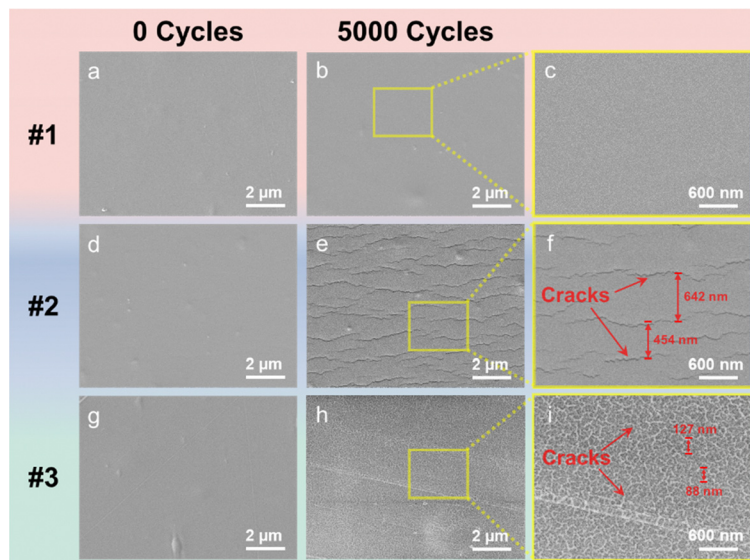 0 Cycles 5000 Cycles
#1
a
2 μm
b
2 μm
c
600 nm
#2
d
2 μm
e
2 μm
f
Cracks
642 nm
454 nm
600 nm
#3
g
2 μm
h
2 μm
i
127 nm
Cracks
88 nm
600 nm